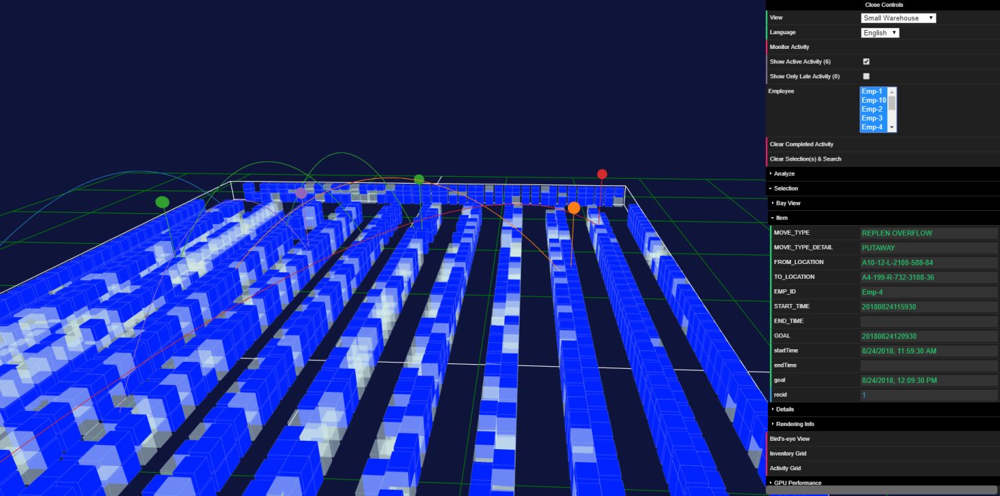 Close Controls
View Small Warehouse
Language English
Monitor Activity
Show Active Activity (6)
Show Only Late Activity (0)
Employee Emp-1
Emp-10
Emp-2
Emp-3
Emp-4
Clear Completed Activity
Clear Selection(s) & Search
Analyze
Selection
Bay View
Item
MOVE_TYPE REPLEN OVERFLOW
MOVE_TYPE_DETAIL PUTAWAY
FROM_LOCATION A10-12-L-2100-588-84
TO_LOCATION A4-199-R-732-3108-36
EMP_ID Emp-4
START_TIME 20180824115930
END_TIME
GOAL 20180824120930
startTime 8/24/2018, 11:59:30 AM
endTime
goal 8/24/2018, 12:09:30 PM
recid 1
Details
Rendering Info
Bird's-eye View
Inventory Grid
Activity Grid
GPU Performance